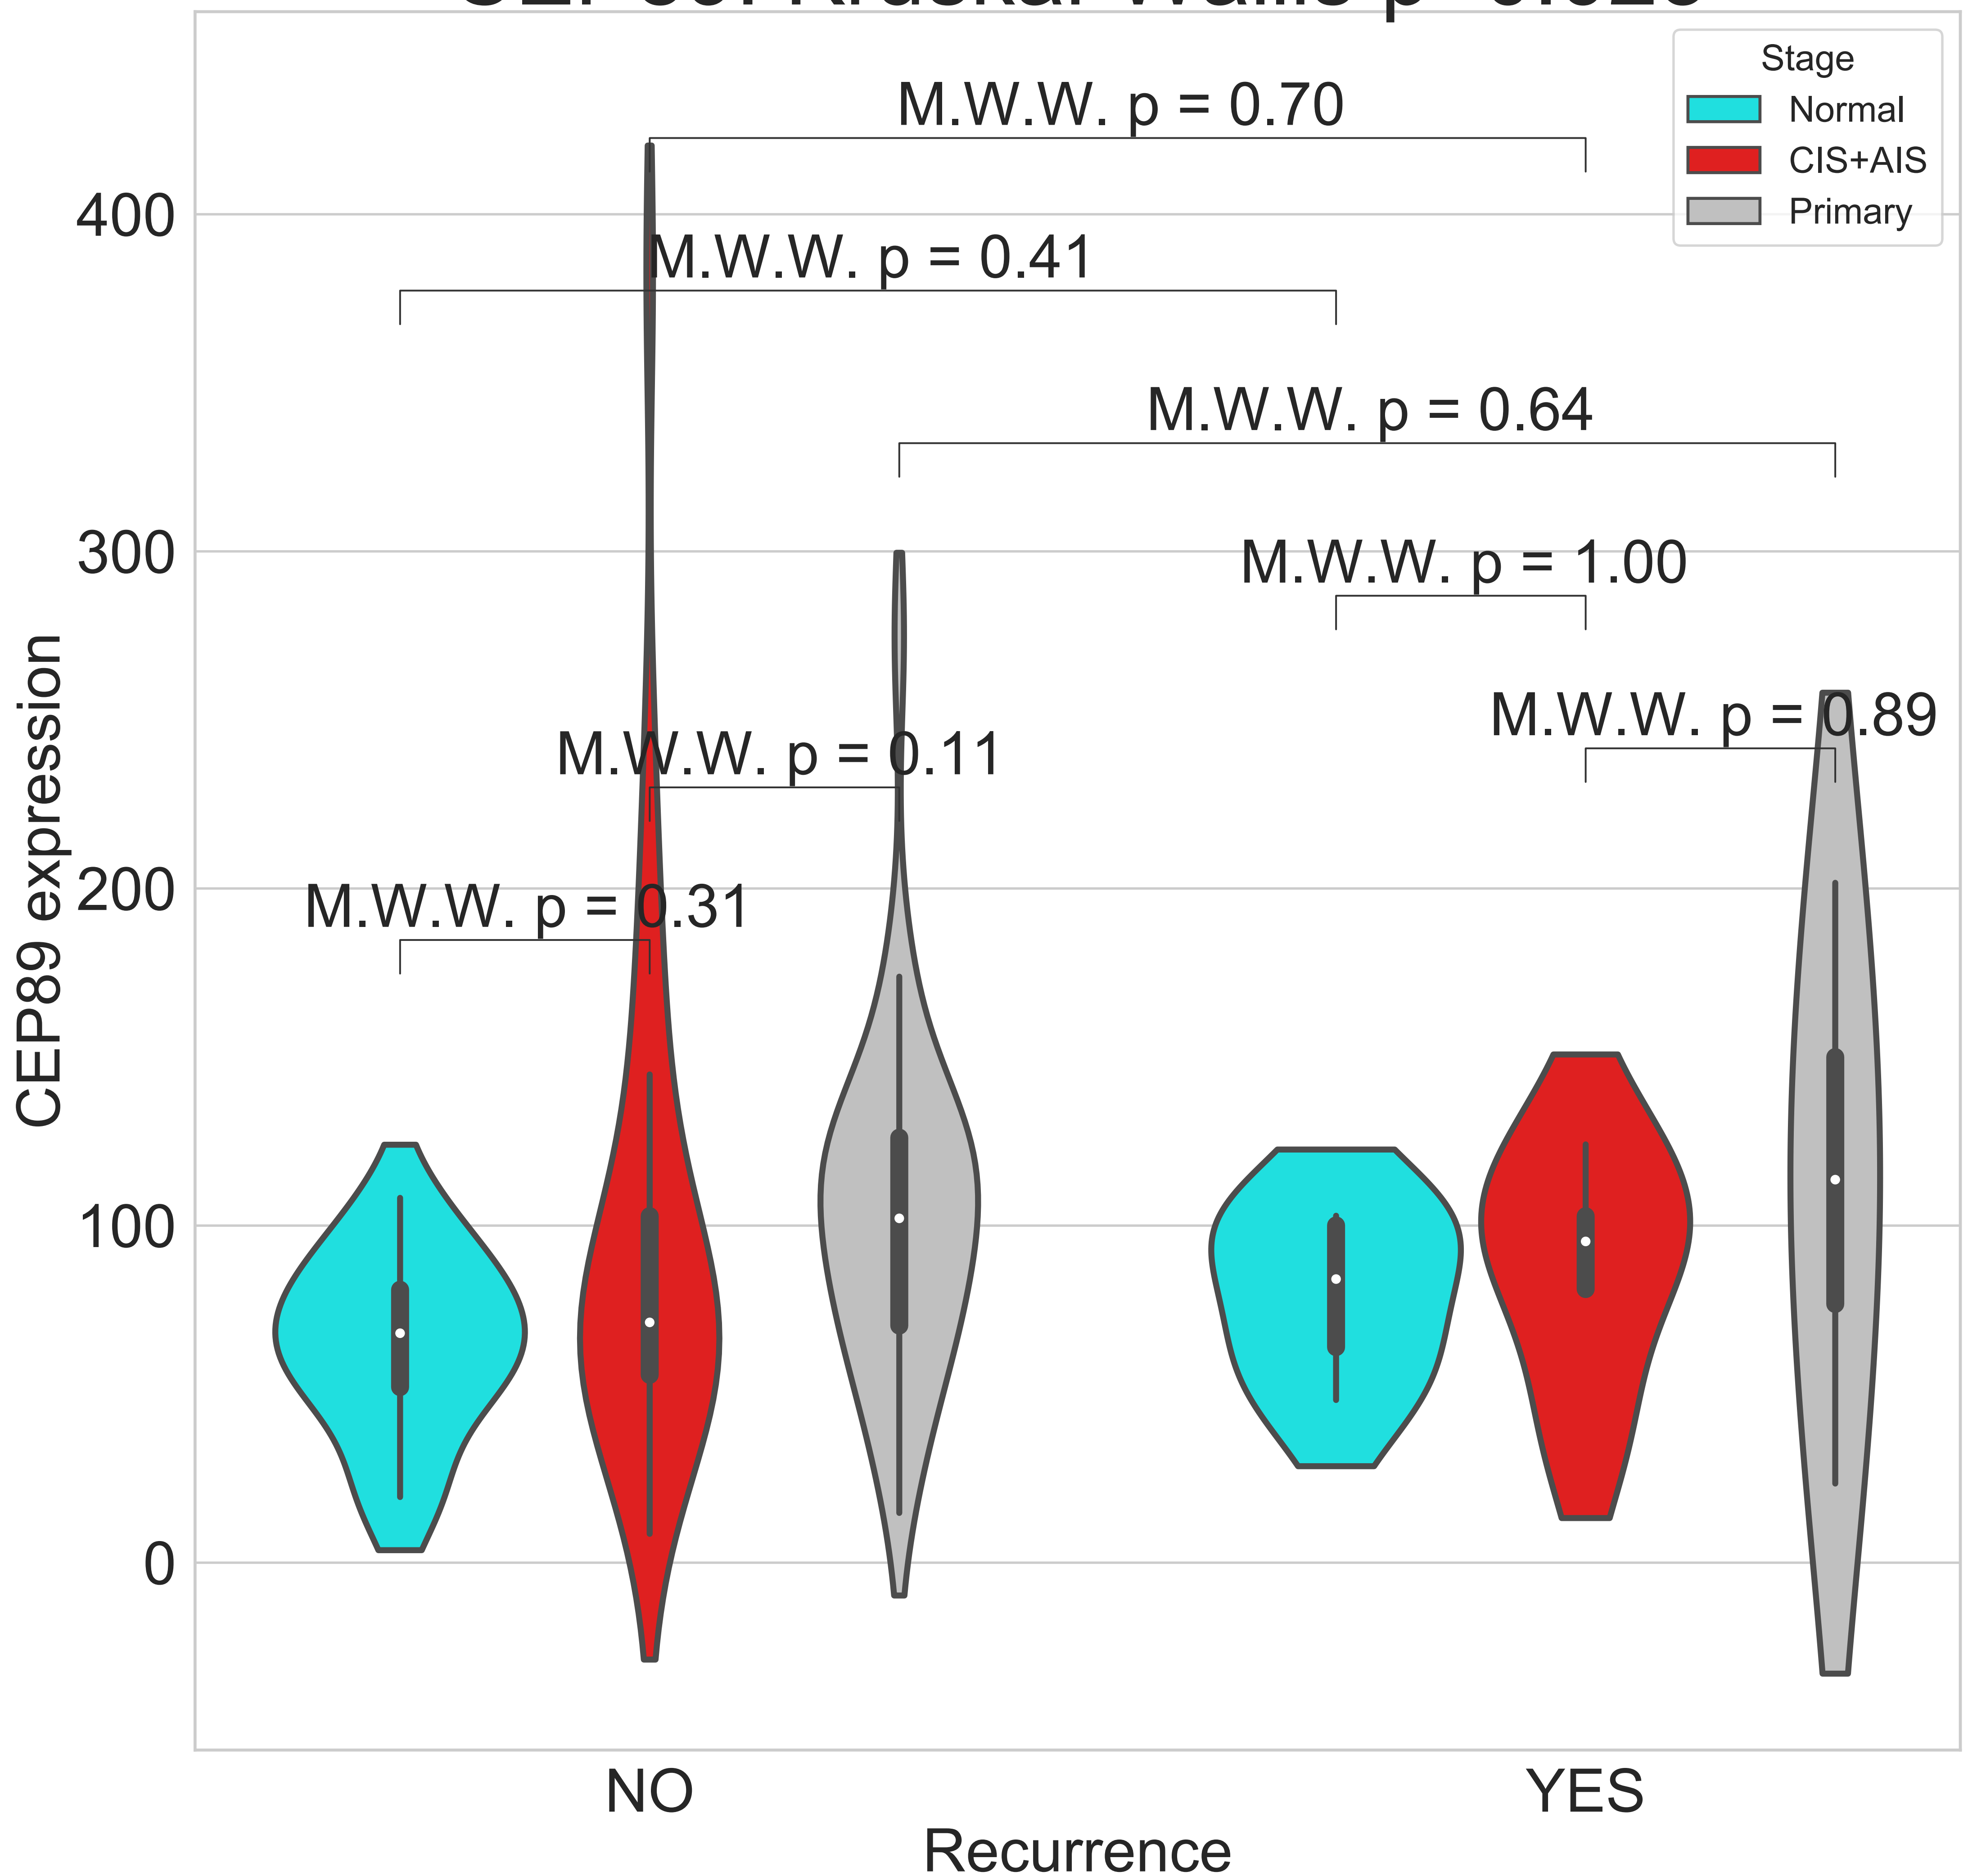 Stage
Normal
CIS+AIS
Primary
M.W.W. p = 0.70
M.W.W. p = 0.41
M.W.W. p = 0.64
M.W.W. p = 1.00
M.W.W. p = 0.89
M.W.W. p = 0.11
M.W.W. p = 0.31
400
300
200
100
0
CEP89 expression
NO
YES
Recurrence